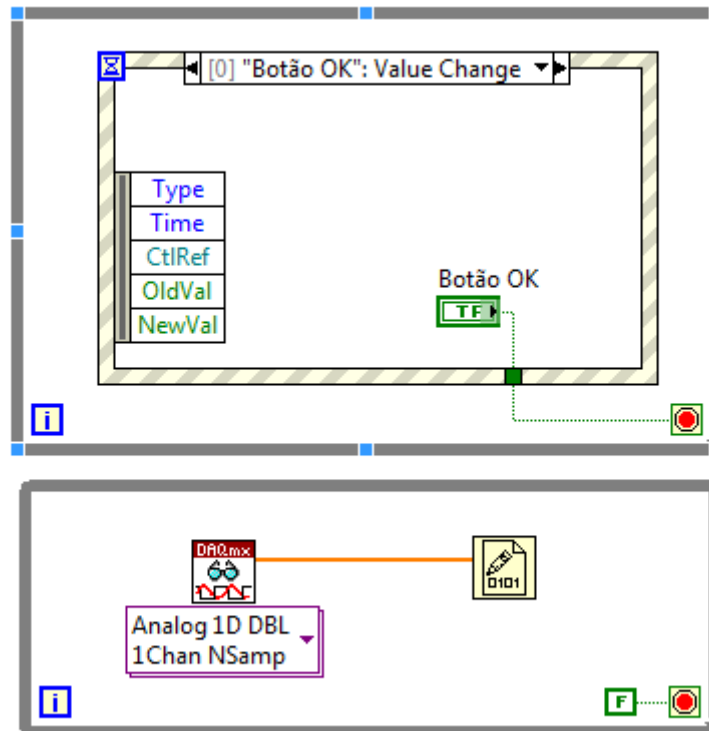 [0] "Botão OK": Value Change
Type
Time
CtlRef
OldVal
NewVal
Botão OK
TF
i
DAQmx
0101
Analog 1D DBL
1Chan NSamp
i
F